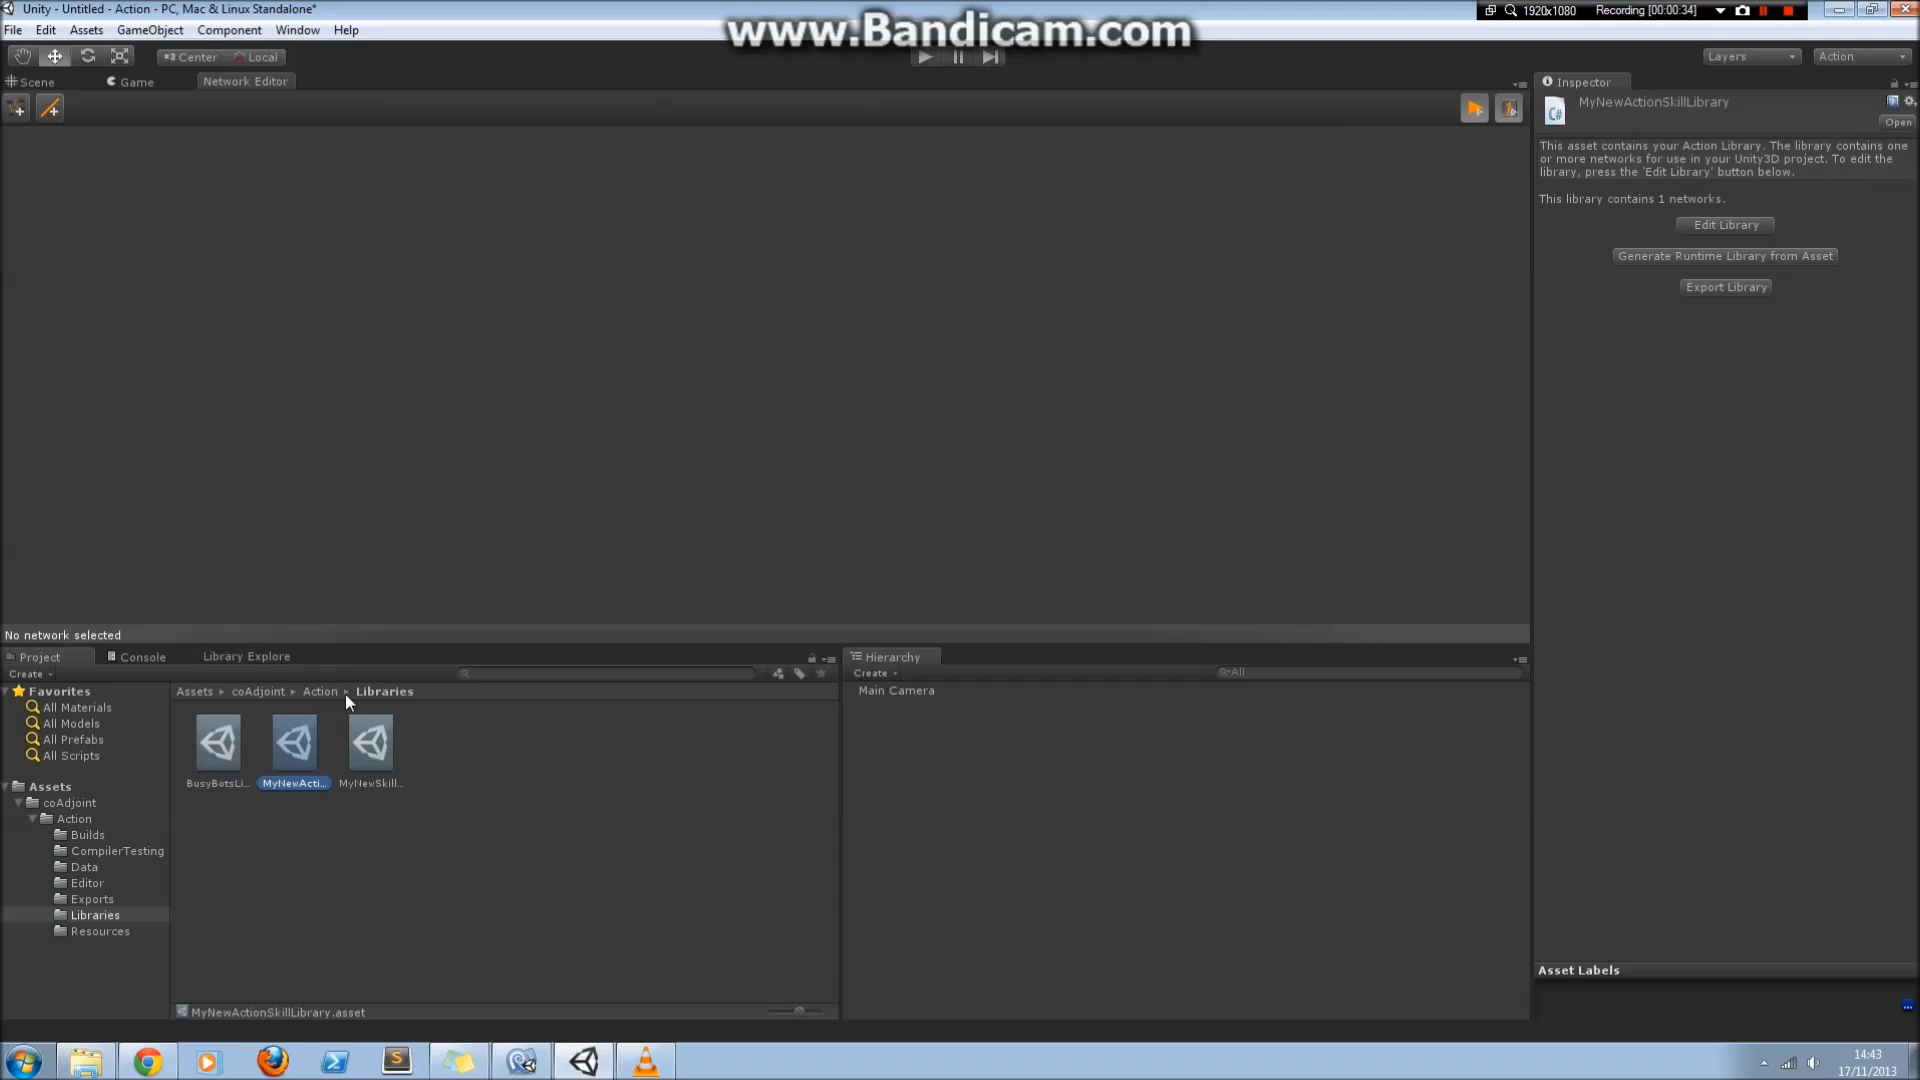 Unity - Untitled - Action - PC, Mac & Linux Standalone*
www.Bandicam.com
1920x1080
Recording [00:00:34]
File Edit Assets GameObject Component Window Help
Center Local
Layers
Action
Scene
Game
Network Editor
Inspector
MyNewActionSkillLibrary
Open
This asset contains your Action Library. The library contains one
or more networks for use in your Unity3D project. To edit the
library, press the 'Edit Library' button below.
This library contains 1 networks.
Edit Library
Generate Runtime Library from Asset
Export Library
No network selected
Project
Console
Library Explore
Hierarchy
Create
Create
All
Favorites
All Materials
All Models
All Prefabs
All Scripts
Assets
coAdjoint
Action
Builds
CompilerTesting
Data
Editor
Exports
Libraries
Resources
Assets coAdjoint Action Libraries
BusyBotsLi...
MyNewActi...
MyNewSkill...
MyNewActionSkillLibrary.asset
Main Camera
Asset Labels
14:43
17/11/2013